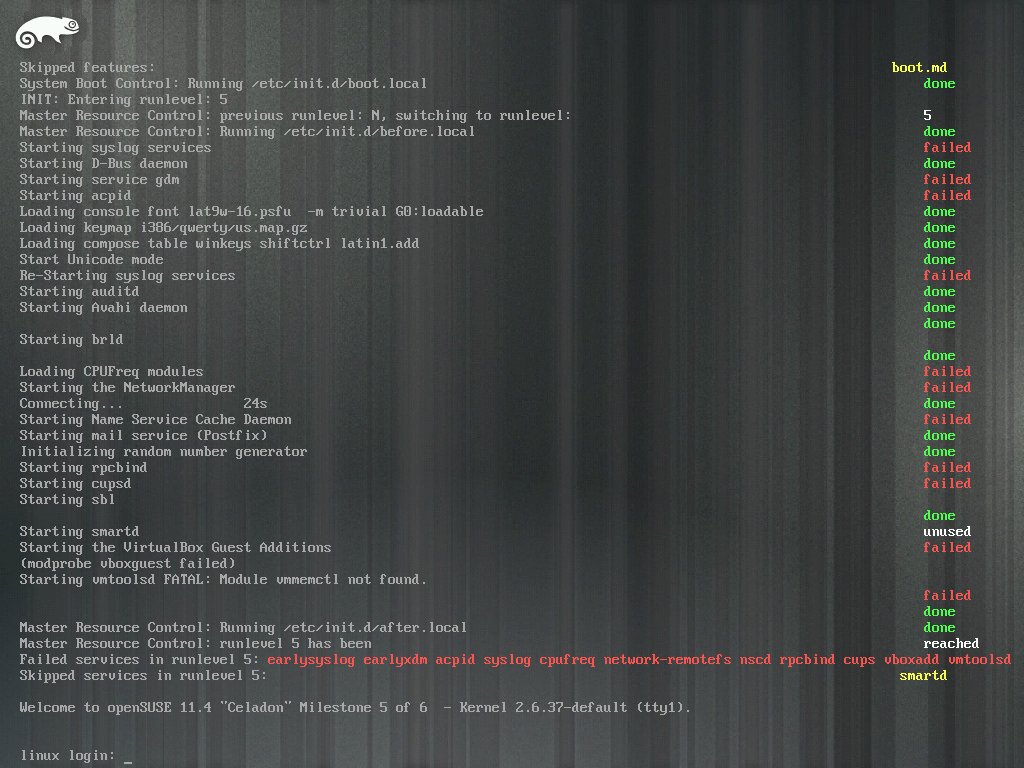 Skipped features: boot.md
System Boot Control: Running /etc/init.d/boot.local done
INIT: Entering runlevel: 5
Master Resource Control: previous runlevel: N, switching to runlevel: 5
Master Resource Control: Running /etc/init.d/before.local done
Starting syslog services failed
Starting D-Bus daemon done
Starting service gdm failed
Starting acpid failed
Loading console font lat9w-16.psfu  -m trivial G0:loadable done
Loading keymap i386/qwerty/us.map.gz done
Loading compose table winkeys shiftctrl latin1.add done
Start Unicode mode done
Re-Starting syslog services failed
Starting auditd done
Starting Avahi daemon done
done
Starting brld
done
Loading CPUFreq modules failed
Starting the NetworkManager failed
Connecting... 24s done
Starting Name Service Cache Daemon failed
Starting mail service (Postfix) done
Initializing random number generator done
Starting rpcbind failed
Starting cupsd failed
Starting sbl
done
Starting smartd unused
Starting the VirtualBox Guest Additions failed
(modprobe vboxguest failed)
Starting vmtoolsd FATAL: Module vmmemctl not found.
failed
done
Master Resource Control: Running /etc/init.d/after.local done
Master Resource Control: runlevel 5 has been reached
Failed services in runlevel 5: earlysyslog earlyxdm acpid syslog cpufreq network-remotefs nscd rpcbind cups vboxadd vmtoolsd
Skipped services in runlevel 5: smartd
Welcome to openSUSE 11.4 "Celadon" Milestone 5 of 6  - Kernel 2.6.37-default (tty1).
linux login: _